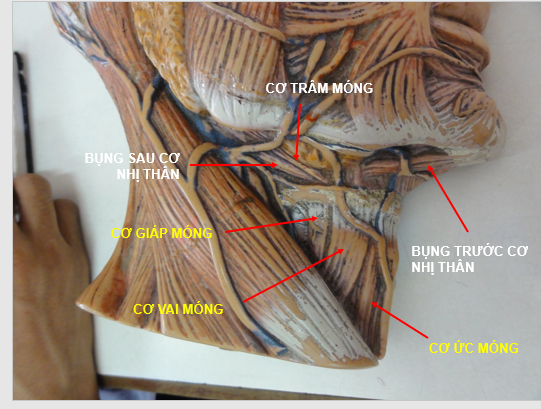 CƠ TRÂM MÓNG
BỤNG SAU CƠ
NHỊ THÂN
CƠ GIÁP MÓNG
BỤNG TRƯỚC CƠ
NHỊ THÂN
CƠ VAI MÓNG
CƠ ỨC MÓNG